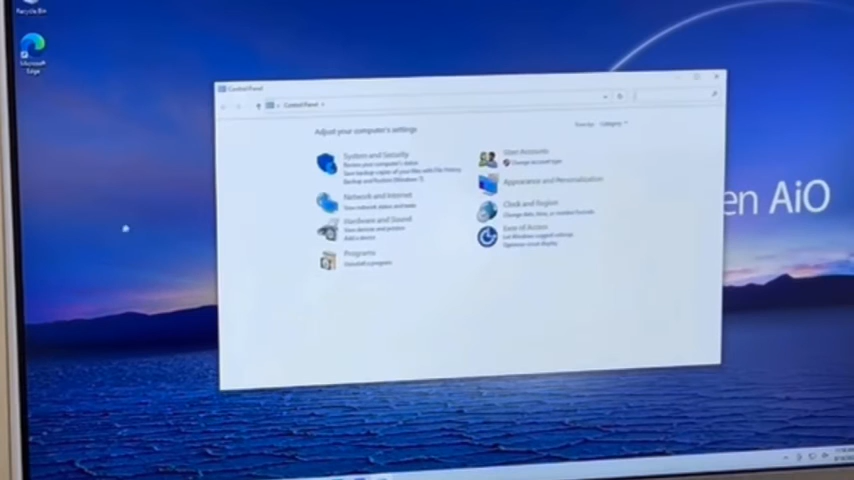 Recycle Bin
Microsoft
Edge
Control Panel
Control Panel
Adjust your computer's settings
View by: Category
System and Security
Review your computer's status
Save backup copies of your files with File History
Backup and Restore (Windows 7)
Network and Internet
View network status and tasks
Hardware and Sound
View devices and printers
Add a device
Programs
Uninstall a program
User Accounts
Change account type
Appearance and Personalization
Clock and Region
Change date, time, or number formats
Ease of Access
Let Windows suggest settings
Optimize visual display
en AiO